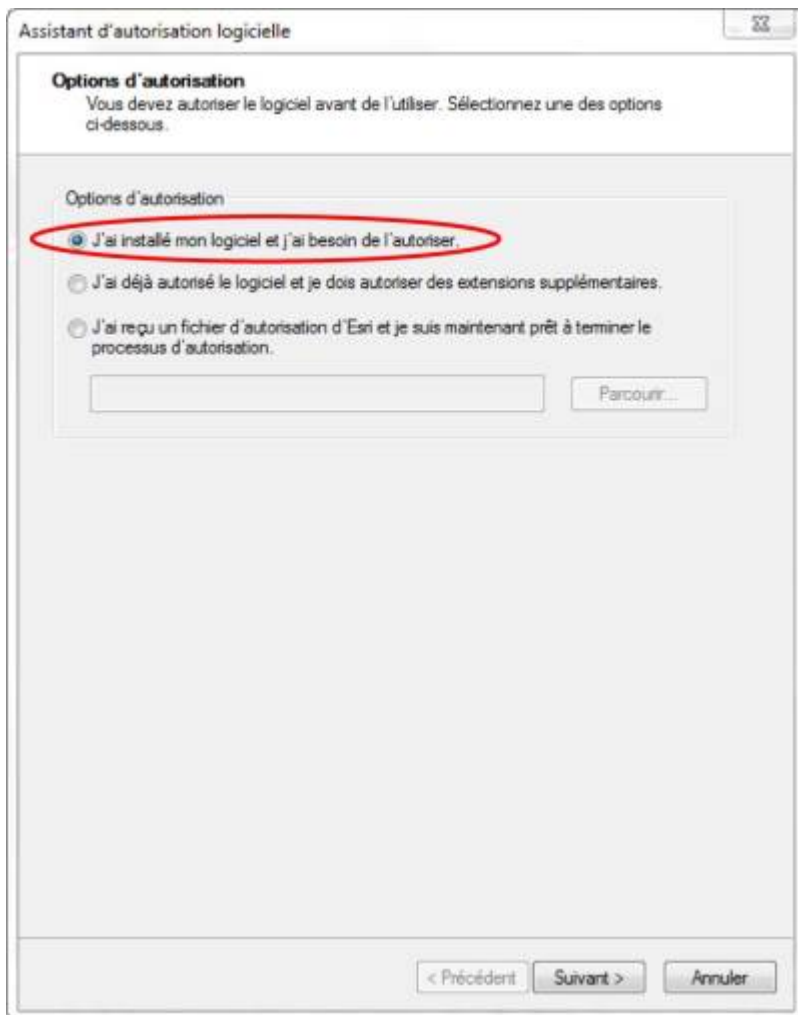 Assistant d'autorisation logicielle
Options d'autorisation
Vous devez autoriser le logiciel avant de l'utiliser. Sélectionnez une des options
ci-dessous.
Options d'autorisation
J'ai installé mon logiciel et j'ai besoin de l'autoriser.
J'ai déjà autorisé le logiciel et je dois autoriser des extensions supplémentaires.
J'ai reçu un fichier d'autorisation d'Esri et je suis maintenant prêt à terminer le
processus d'autorisation.
Parcourir...
< Précédent Suivant > Annuler